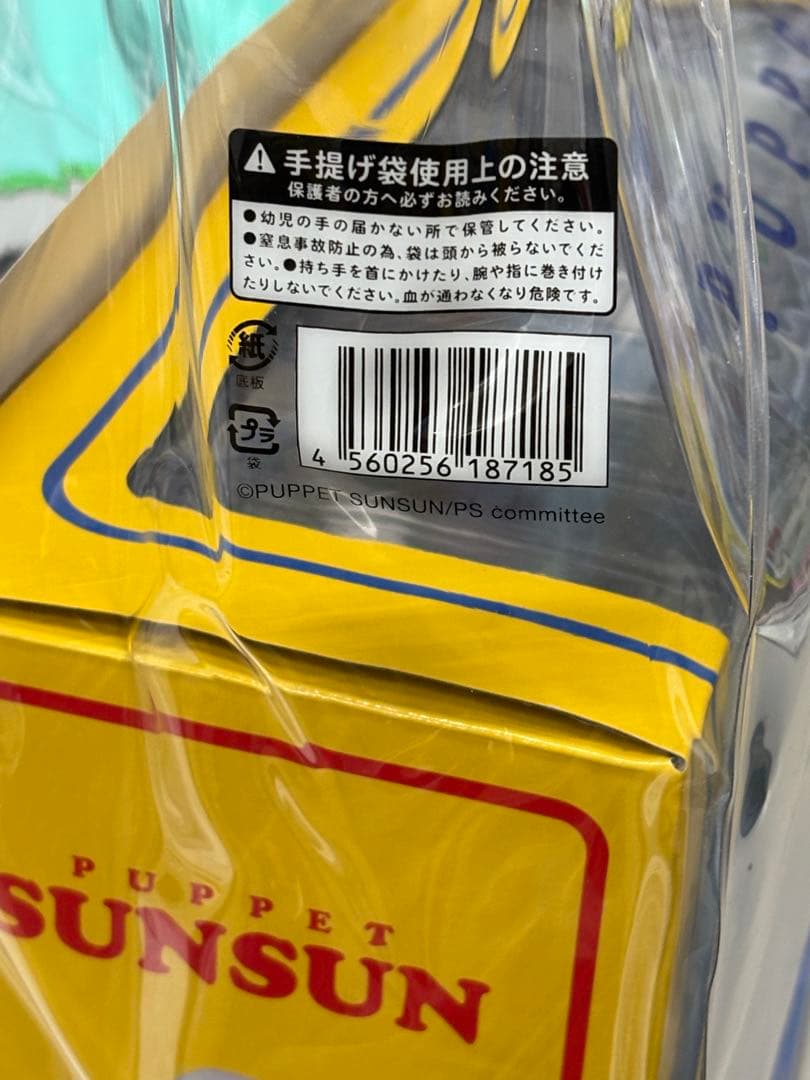 手提げ袋使用上の注意
保護者の方へ必ずお読みください。
●幼児の手の届かない所で保管してください。
●窒息事故防止の為、袋は頭から被らないでくだ
さい。●持ち手を首にかけたり、腕や指に巻き付け
たりしないでください。血が通わなくなり危険です。
紙
底板
プラ
袋
4 560256 187185
©PUPPET SUNSUN/PS committee
PUPPET
SUNSUN